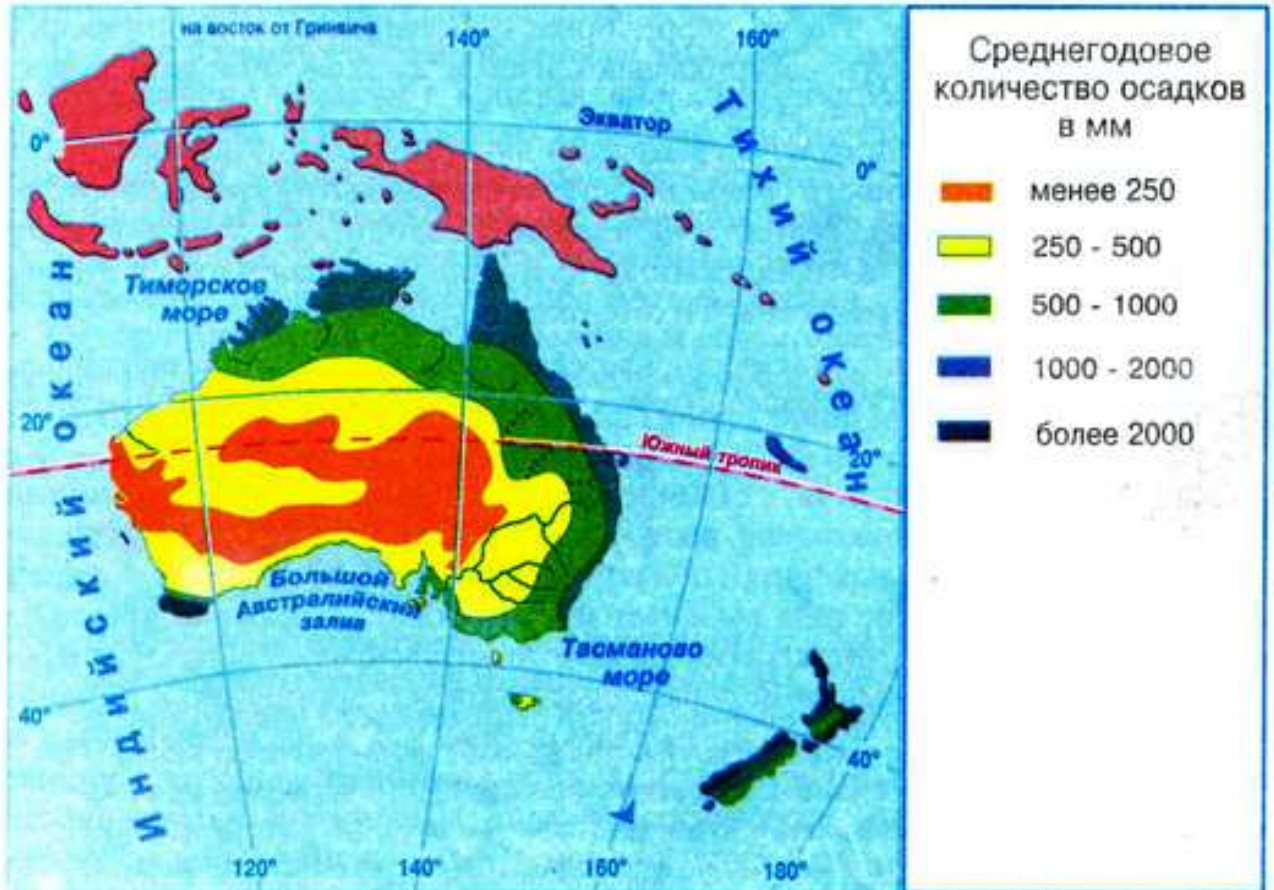 на восток от Гринвича
140°
160°
Экватор
0°
0°
Тихий океан
Тиморское
море
Индийский океан
20°
20°
Южный тропик
Большой
Австралийский
залив
Тасманово
море
40°
40°
120°
140°
160°
180°
Среднегодовое
количество осадков
в мм
менее 250
250 - 500
500 - 1000
1000 - 2000
более 2000